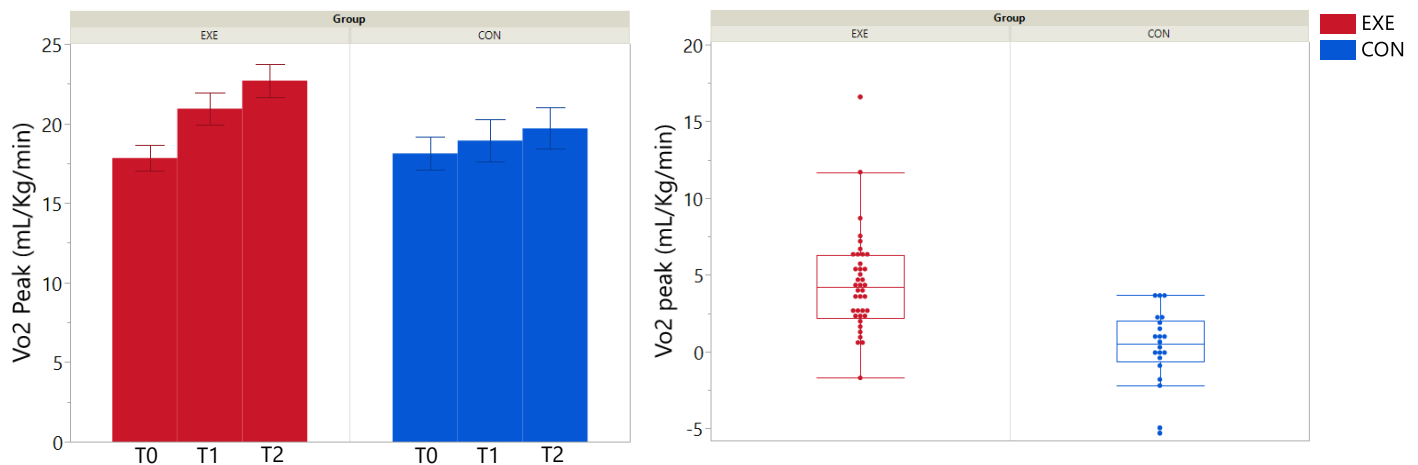 Group
EXE CON
Vo2 Peak (mL/Kg/min)
25
20
15
10
5
0
T0 T1 T2 T0 T1 T2
Group
EXE CON
Vo2 peak (mL/Kg/min)
20
15
10
5
0
-5
EXE
CON